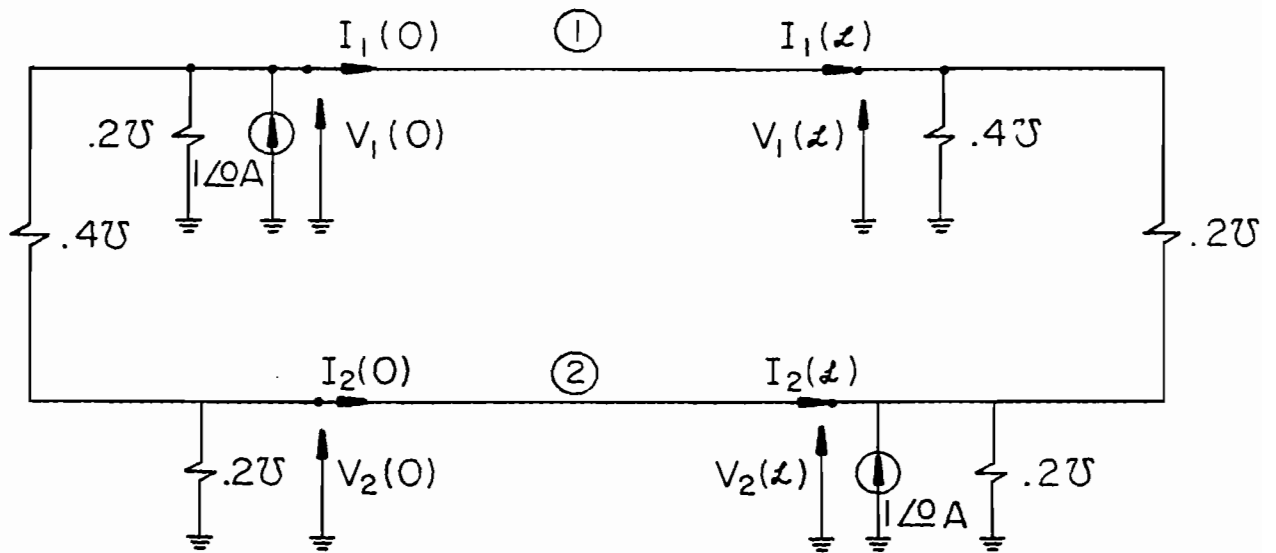 ①
I₁(0)
I₁(ℒ)
.2℧
1∠0A
V₁(0)
V₁(ℒ)
.4℧
.4℧
.2℧
②
I₂(0)
I₂(ℒ)
.2℧
V₂(0)
V₂(ℒ)
1∠0A
.2℧